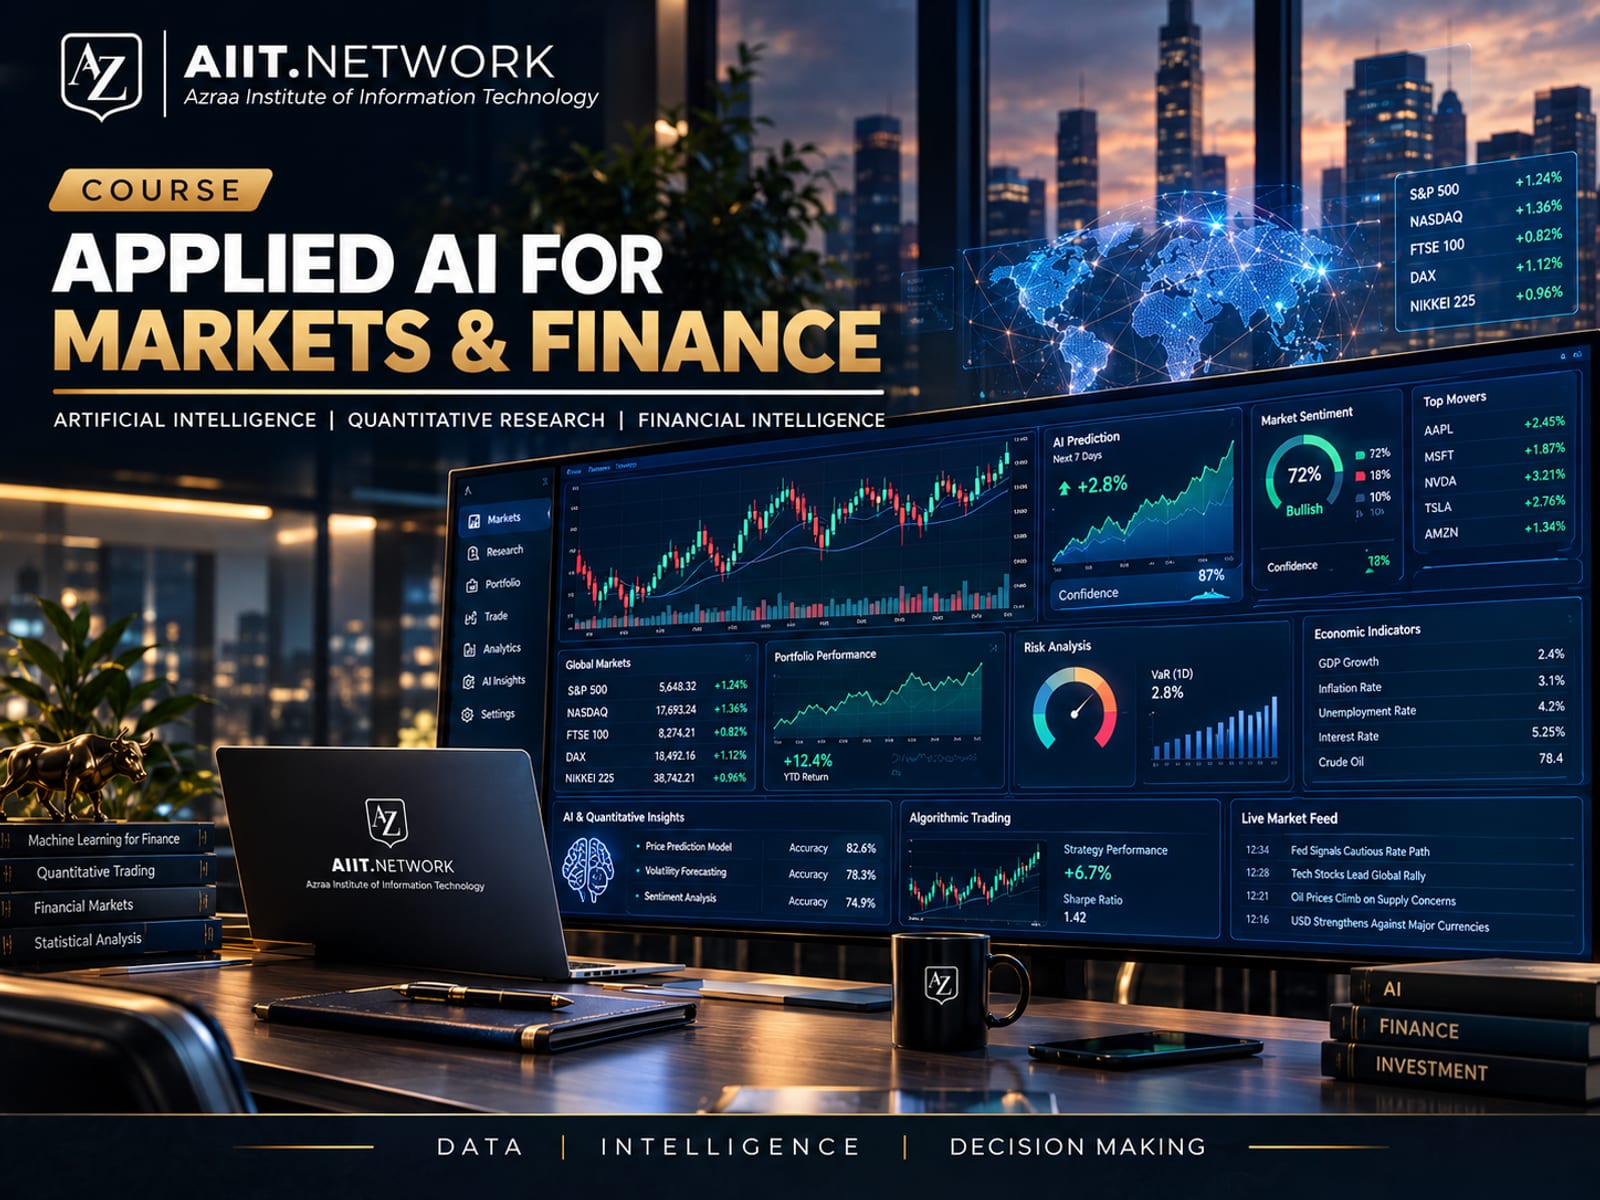 AZ
AIIT.NETWORK
Azraa Institute of Information Technology
COURSE
APPLIED AI FOR
MARKETS & FINANCE
ARTIFICIAL INTELLIGENCE | QUANTITATIVE RESEARCH | FINANCIAL INTELLIGENCE
S&P 500 +1.24%
NASDAQ +1.36%
FTSE 100 +0.82%
DAX +1.12%
NIKKEI 225 +0.96%
Markets
Research
Portfolio
Trade
Analytics
AI Insights
Settings
AI Prediction
Next 7 Days
+2.8%
Confidence 87%
Market Sentiment
72%
Bullish
72%
18%
10%
Confidence 78%
Top Movers
AAPL +2.45%
MSFT +1.87%
NVDA +3.21%
TSLA +2.76%
AMZN +1.34%
Global Markets
S&P 500 5,648.32 +1.24%
NASDAQ 17,693.24 +1.36%
FTSE 100 8,274.21 +0.82%
DAX 18,492.16 +1.12%
NIKKEI 225 38,742.21 +0.96%
Portfolio Performance
+12.4%
YTD Return
Risk Analysis
VaR (1D)
2.8%
Economic Indicators
GDP Growth 2.4%
Inflation Rate 3.1%
Unemployment Rate 4.2%
Interest Rate 5.25%
Crude Oil 78.4
AI & Quantitative Insights
• Price Prediction Model Accuracy 82.6%
• Volatility Forecasting Accuracy 78.3%
• Sentiment Analysis Accuracy 74.9%
Algorithmic Trading
Strategy Performance
+6.7%
Sharpe Ratio
1.42
Live Market Feed
12:34 Fed Signals Cautious Rate Path
12:28 Tech Stocks Lead Global Rally
12:21 Oil Prices Climb on Supply Concerns
12:16 USD Strengthens Against Major Currencies
Machine Learning for Finance
Quantitative Trading
Financial Markets
Statistical Analysis
AZ
AIIT.NETWORK
Azraa Institute of Information Technology
AZ
AI
FINANCE
INVESTMENT
DATA | INTELLIGENCE | DECISION MAKING